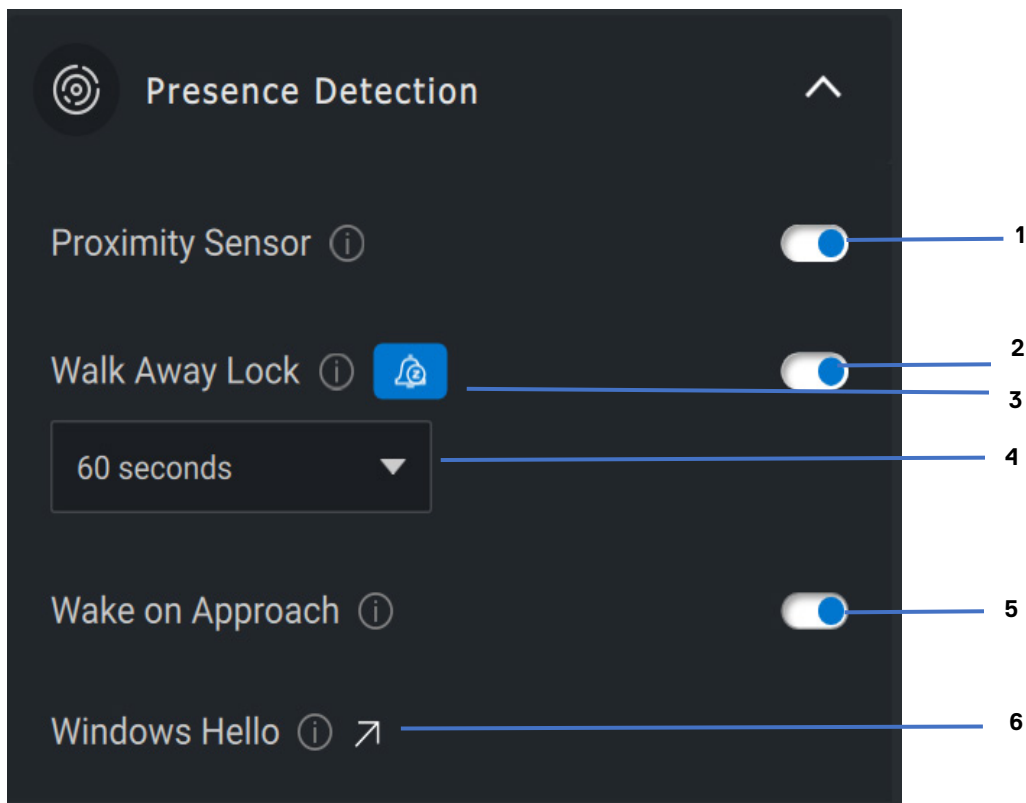 Presence Detection
Proximity Sensor
1
Walk Away Lock
2
3
60 seconds
4
Wake on Approach
5
Windows Hello
6